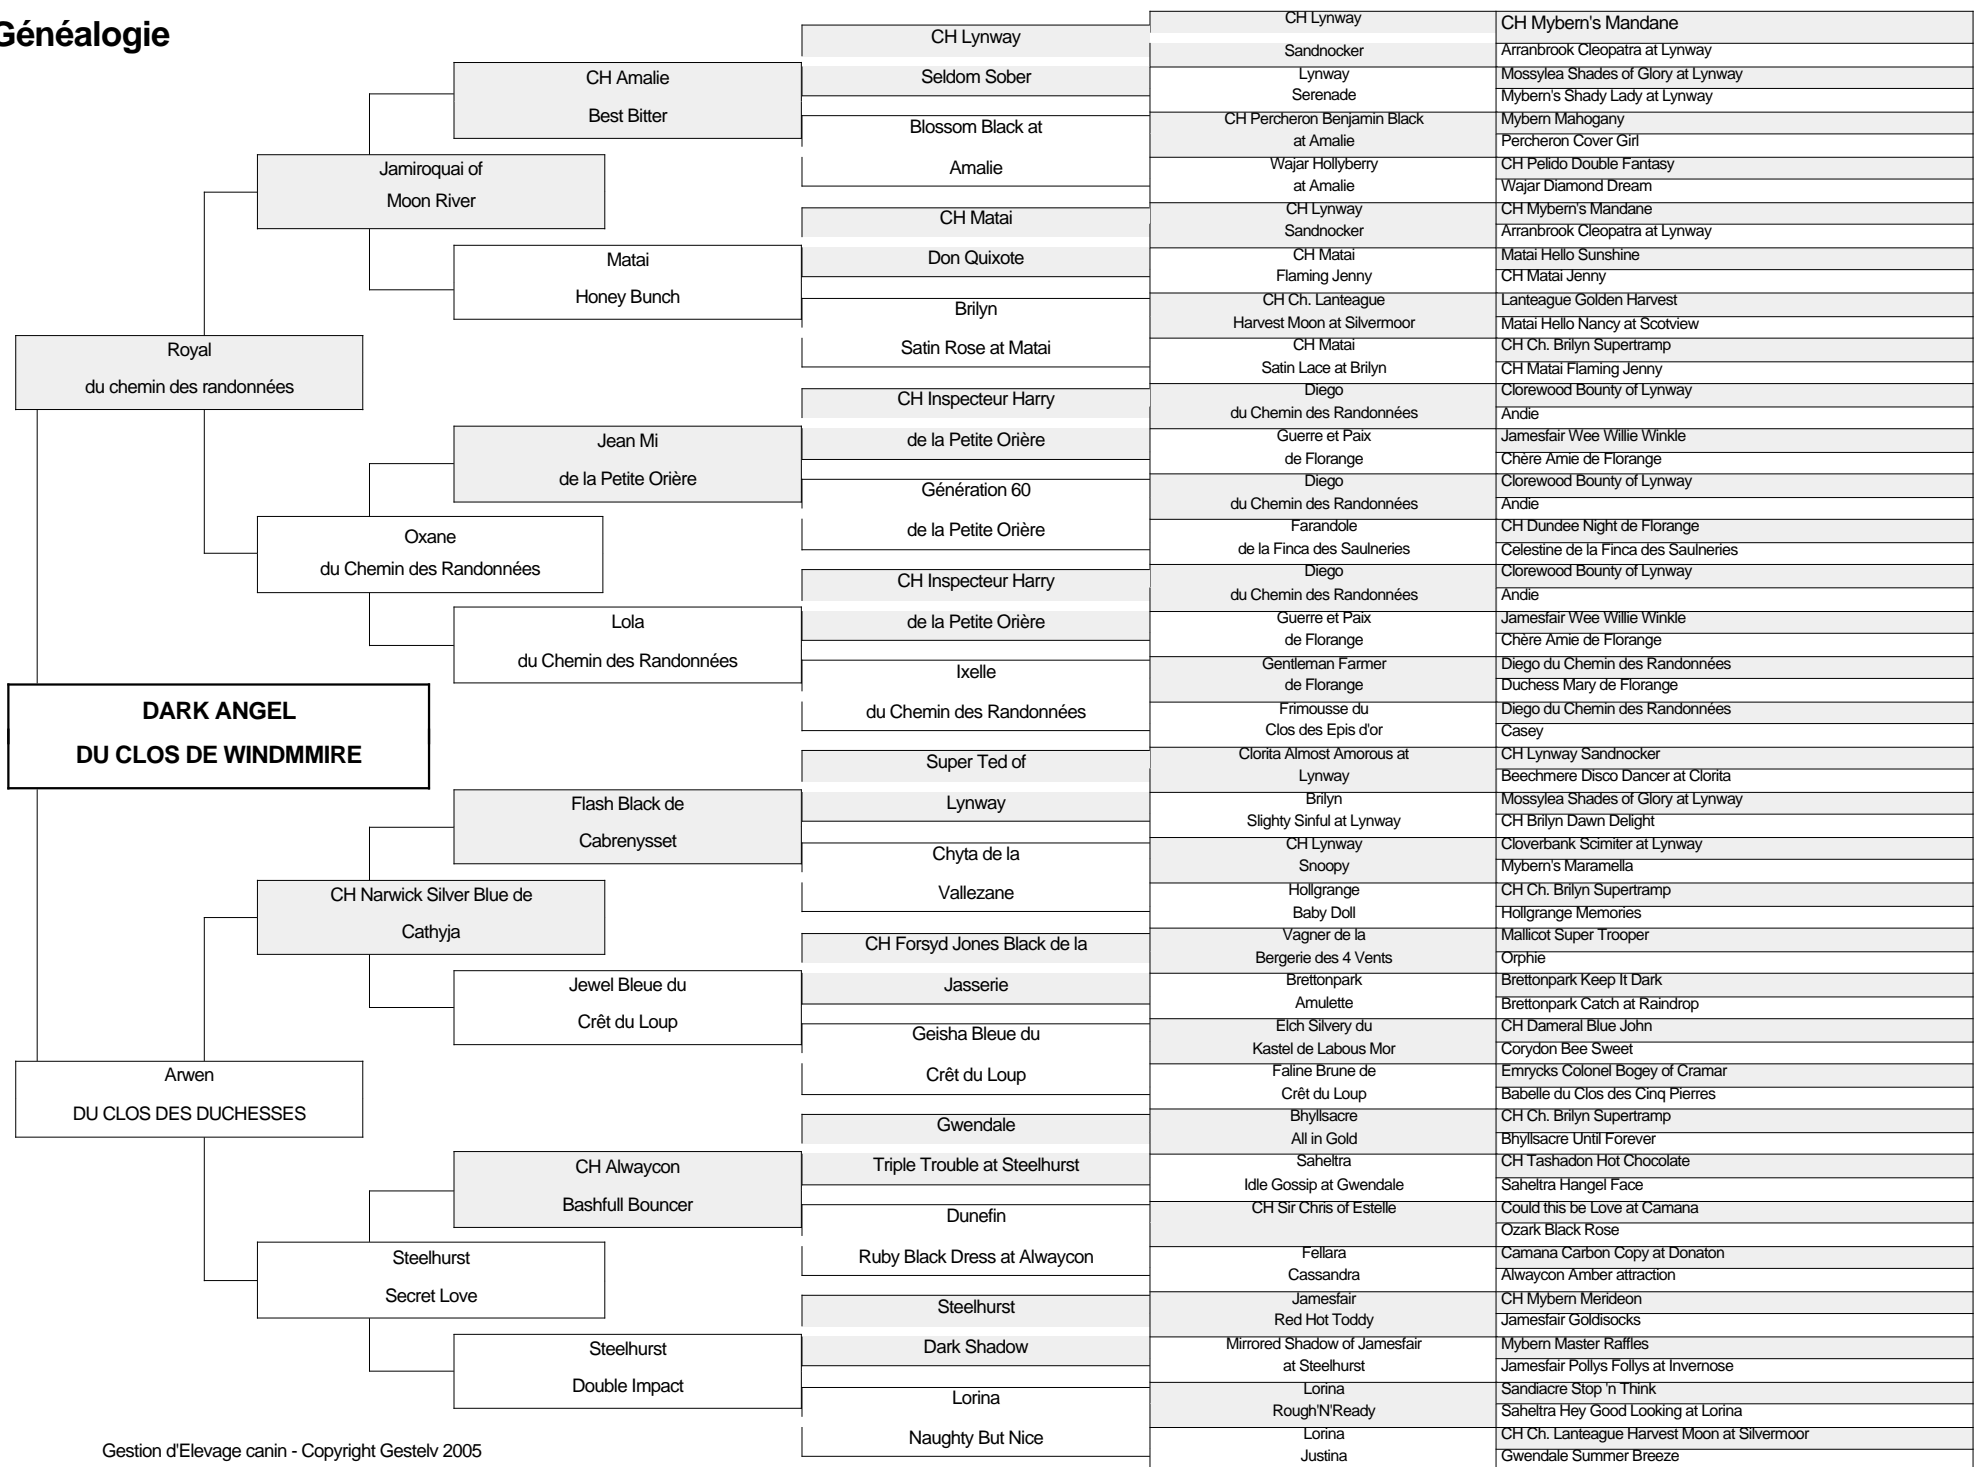 Généalogie
DARK ANGEL
DU CLOS DE WINDMMIRE
Royal
du chemin des randonnées
Arwen
DU CLOS DES DUCHESSES
Jamiroquai of
Moon River
Oxane
du Chemin des Randonnées
CH Narwick Silver Blue de
Cathyja
Steelhurst
Secret Love
CH Amalie
Best Bitter
Matai
Honey Bunch
Jean Mi
de la Petite Orière
Lola
du Chemin des Randonnées
Flash Black de
Cabrenysset
Jewel Bleue du
Crêt du Loup
CH Alwaycon
Bashfull Bouncer
Steelhurst
Double Impact
CH Lynway
Seldom Sober
Blossom Black at
Amalie
CH Matai
Don Quixote
Brilyn
Satin Rose at Matai
CH Inspecteur Harry
de la Petite Orière
Génération 60
de la Petite Orière
CH Inspecteur Harry
de la Petite Orière
Ixelle
du Chemin des Randonnées
Super Ted of
Lynway
Chyta de la
Vallezane
CH Forsyd Jones Black de la
Jasserie
Geisha Bleue du
Crêt du Loup
Gwendale
Triple Trouble at Steelhurst
Dunefin
Ruby Black Dress at Alwaycon
Steelhurst
Dark Shadow
Lorina
Naughty But Nice
CH Lynway
Sandnocker
Lynway
Serenade
CH Percheron Benjamin Black
at Amalie
Wajar Hollyberry
at Amalie
CH Lynway
Sandnocker
CH Matai
Flaming Jenny
CH Ch. Lanteague
Harvest Moon at Silvermoor
CH Matai
Satin Lace at Brilyn
Diego
du Chemin des Randonnées
Guerre et Paix
de Florange
Diego
du Chemin des Randonnées
Farandole
de la Finca des Saulneries
Diego
du Chemin des Randonnées
Guerre et Paix
de Florange
Gentleman Farmer
de Florange
Frimousse du
Clos des Epis d'or
Clorita Almost Amorous at
Lynway
Brilyn
Slighty Sinful at Lynway
CH Lynway
Snoopy
Hollgrange
Baby Doll
Vagner de la
Bergerie des 4 Vents
Brettonpark
Amulette
Elch Silvery du
Kastel de Labous Mor
Faline Brune de
Crêt du Loup
Bhyllsacre
All in Gold
Saheltra
Idle Gossip at Gwendale
CH Sir Chris of Estelle
Fellara
Cassandra
Jamesfair
Red Hot Toddy
Mirrored Shadow of Jamesfair
at Steelhurst
Lorina
Rough'N'Ready
Lorina
Justina
CH Mybern's Mandane
Arranbrook Cleopatra at Lynway
Mossylea Shades of Glory at Lynway
Mybern's Shady Lady at Lynway
Mybern Mahogany
Percheron Cover Girl
CH Pelido Double Fantasy
Wajar Diamond Dream
CH Mybern's Mandane
Arranbrook Cleopatra at Lynway
Matai Hello Sunshine
CH Matai Jenny
Lanteague Golden Harvest
Matai Hello Nancy at Scotview
CH Ch. Brilyn Supertramp
CH Matai Flaming Jenny
Clorewood Bounty of Lynway
Andie
Jamesfair Wee Willie Winkle
Chère Amie de Florange
Clorewood Bounty of Lynway
Andie
CH Dundee Night de Florange
Celestine de la Finca des Saulneries
Clorewood Bounty of Lynway
Andie
Jamesfair Wee Willie Winkle
Chère Amie de Florange
Diego du Chemin des Randonnées
Duchess Mary de Florange
Diego du Chemin des Randonnées
Casey
CH Lynway Sandnocker
Beechmere Disco Dancer at Clorita
Mossylea Shades of Glory at Lynway
CH Brilyn Dawn Delight
Cloverbank Scimiter at Lynway
Mybern's Maramella
CH Ch. Brilyn Supertramp
Hollgrange Memories
Mallicot Super Trooper
Orphie
Brettonpark Keep It Dark
Brettonpark Catch at Raindrop
CH Dameral Blue John
Corydon Bee Sweet
Emrycks Colonel Bogey of Cramar
Babelle du Clos des Cinq Pierres
CH Ch. Brilyn Supertramp
Bhyllsacre Until Forever
CH Tashadon Hot Chocolate
Saheltra Hangel Face
Could this be Love at Camana
Ozark Black Rose
Camana Carbon Copy at Donaton
Alwaycon Amber attraction
CH Mybern Merideon
Jamesfair Goldisocks
Mybern Master Raffles
Jamesfair Pollys Follys at Invernose
Sandiacre Stop 'n Think
Saheltra Hey Good Looking at Lorina
CH Ch. Lanteague Harvest Moon at Silvermoor
Gwendale Summer Breeze
Gestion d'Elevage canin - Copyright Gestelv 2005